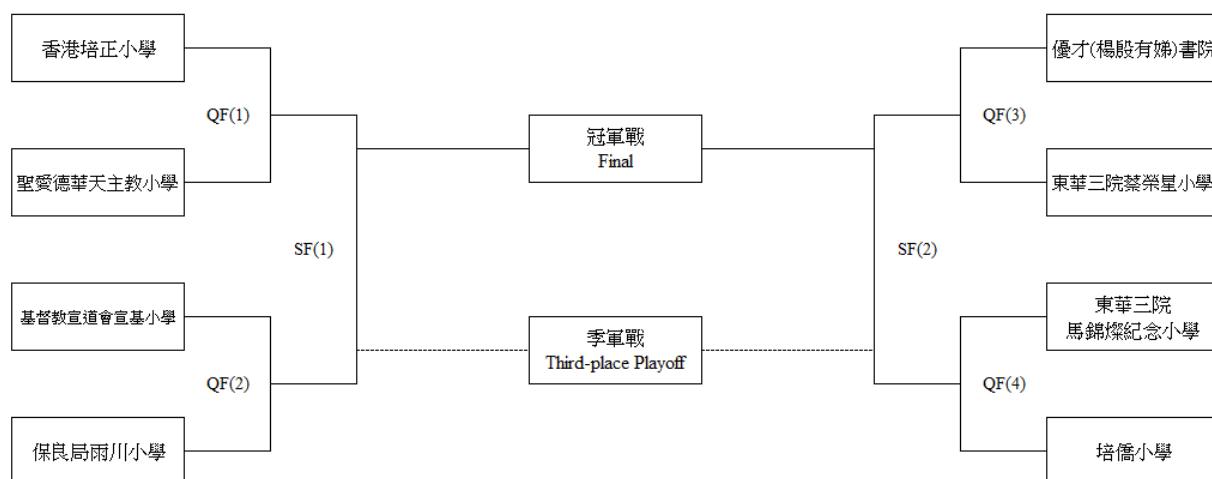 香港培正小學
QF(1)
聖愛德華天主教小學
SF(1)
基督教宣道會宣基小學
QF(2)
保良局雨川小學
冠軍戰
Final
季軍戰
Third-place Playoff
優才(楊殷有娣)書院
QF(3)
東華三院蔡榮星小學
SF(2)
東華三院
馬錦燦紀念小學
QF(4)
培僑小學